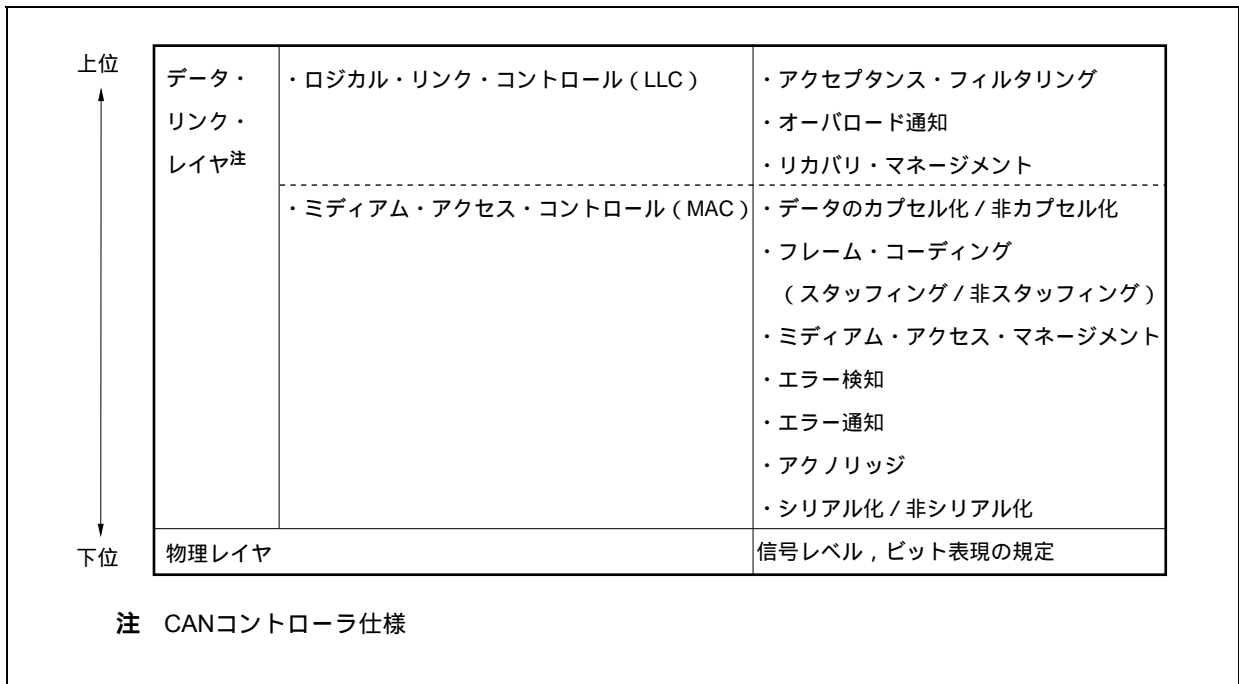 上位
データ・
リンク・
レイヤ注
・ロジカル・リンク・コントロール（LLC）
・アクセプタンス・フィルタリング
・オーバロード通知
・リカバリ・マネージメント
・ミディアム・アクセス・コントロール（MAC）
・データのカプセル化／非カプセル化
・フレーム・コーディング
（スタッフィング／非スタッフィング）
・ミディアム・アクセス・マネージメント
・エラー検知
・エラー通知
・アクノリッジ
・シリアル化／非シリアル化
下位
物理レイヤ
信号レベル，ビット表現の規定
注 CANコントローラ仕様